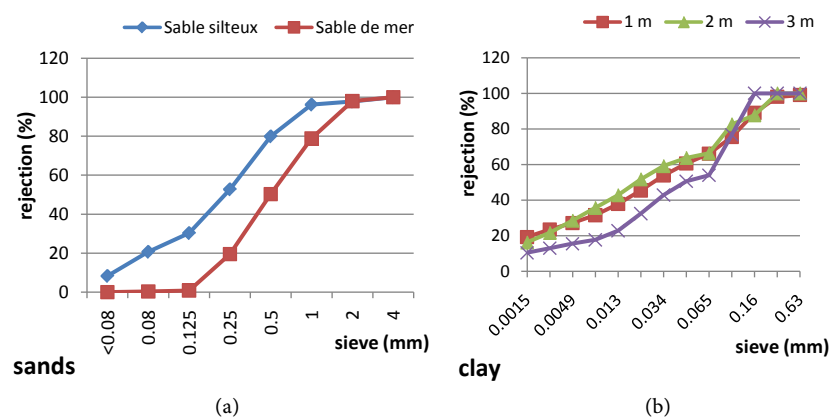 Sable silteux Sable de mer
120
100
80
60
40
20
0
rejection (%)
<0.08 0.08 0.125 0.25 0.5 1 2 4
sieve (mm)
sands
(a)
1 m 2 m 3 m
120
100
80
60
40
20
0
rejection (%)
0.0015 0.0049 0.013 0.034 0.065 0.16 0.63
sieve (mm)
clay
(b)